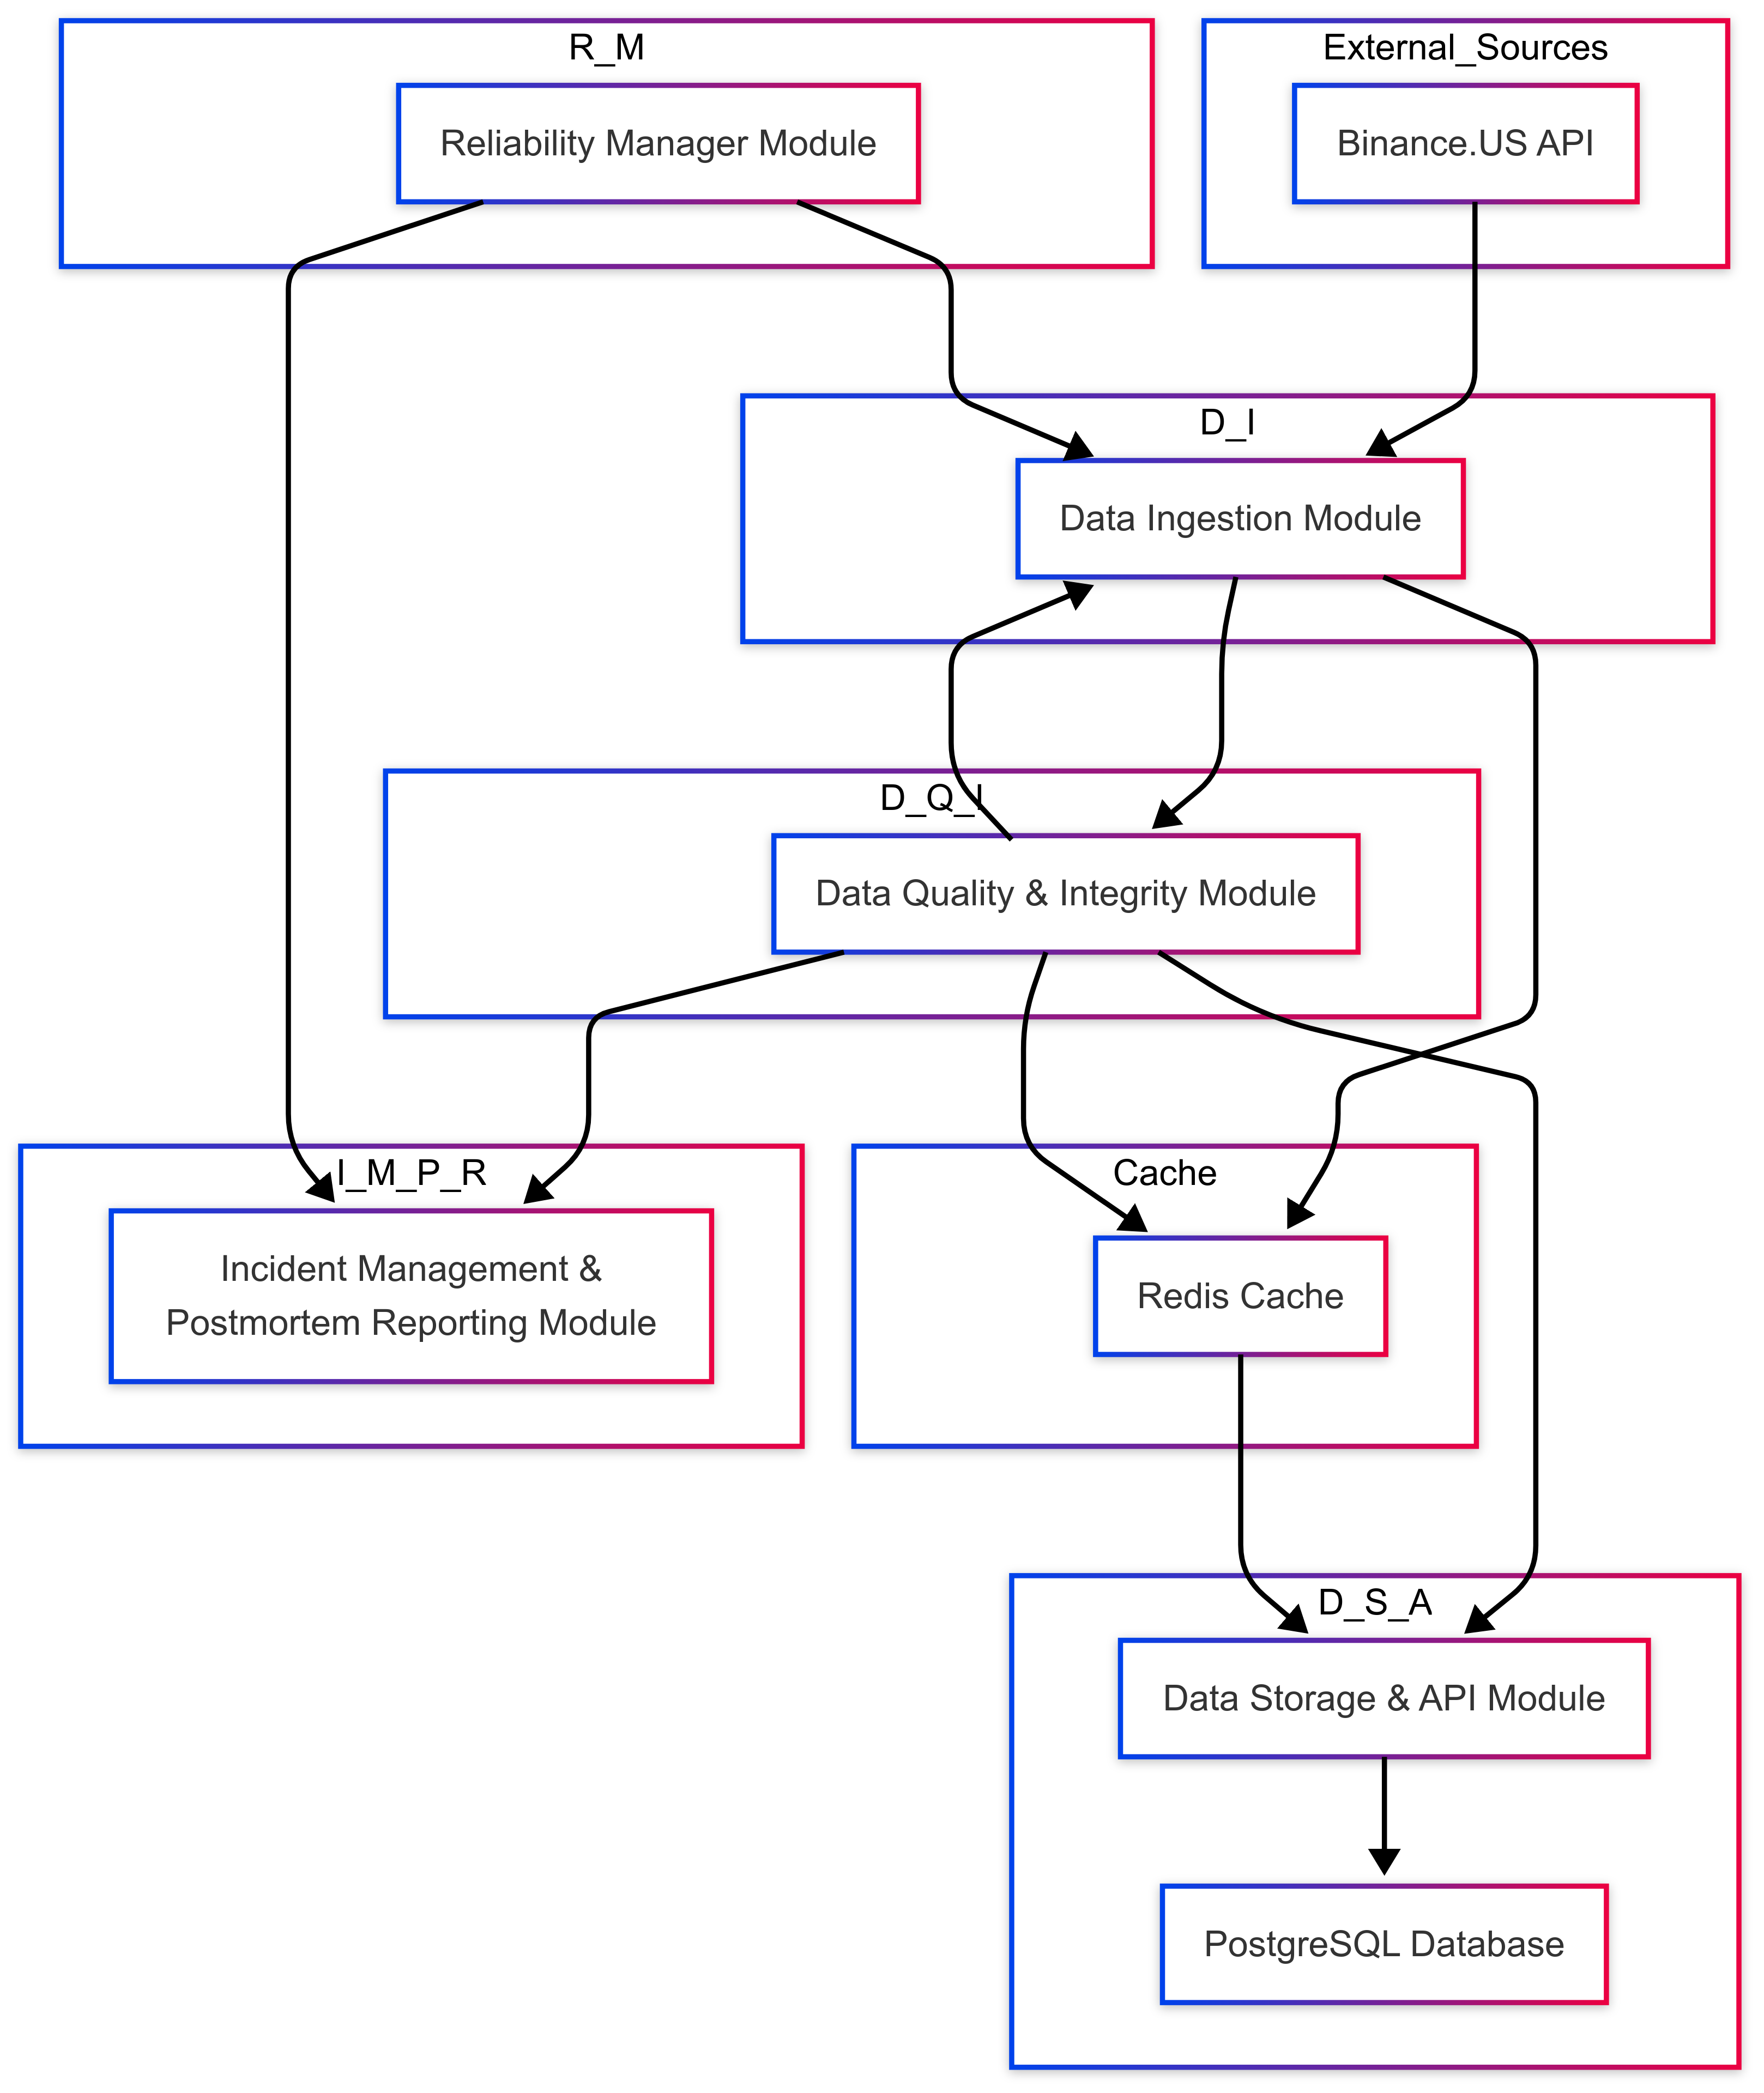 R_M
External_Sources
Reliability Manager Module
Binance.US API
D_I
Data Ingestion Module
D_Q_I
Data Quality & Integrity Module
I_M_P_R
Cache
Incident Management &
Postmortem Reporting Module
Redis Cache
D_S_A
Data Storage & API Module
PostgreSQL Database